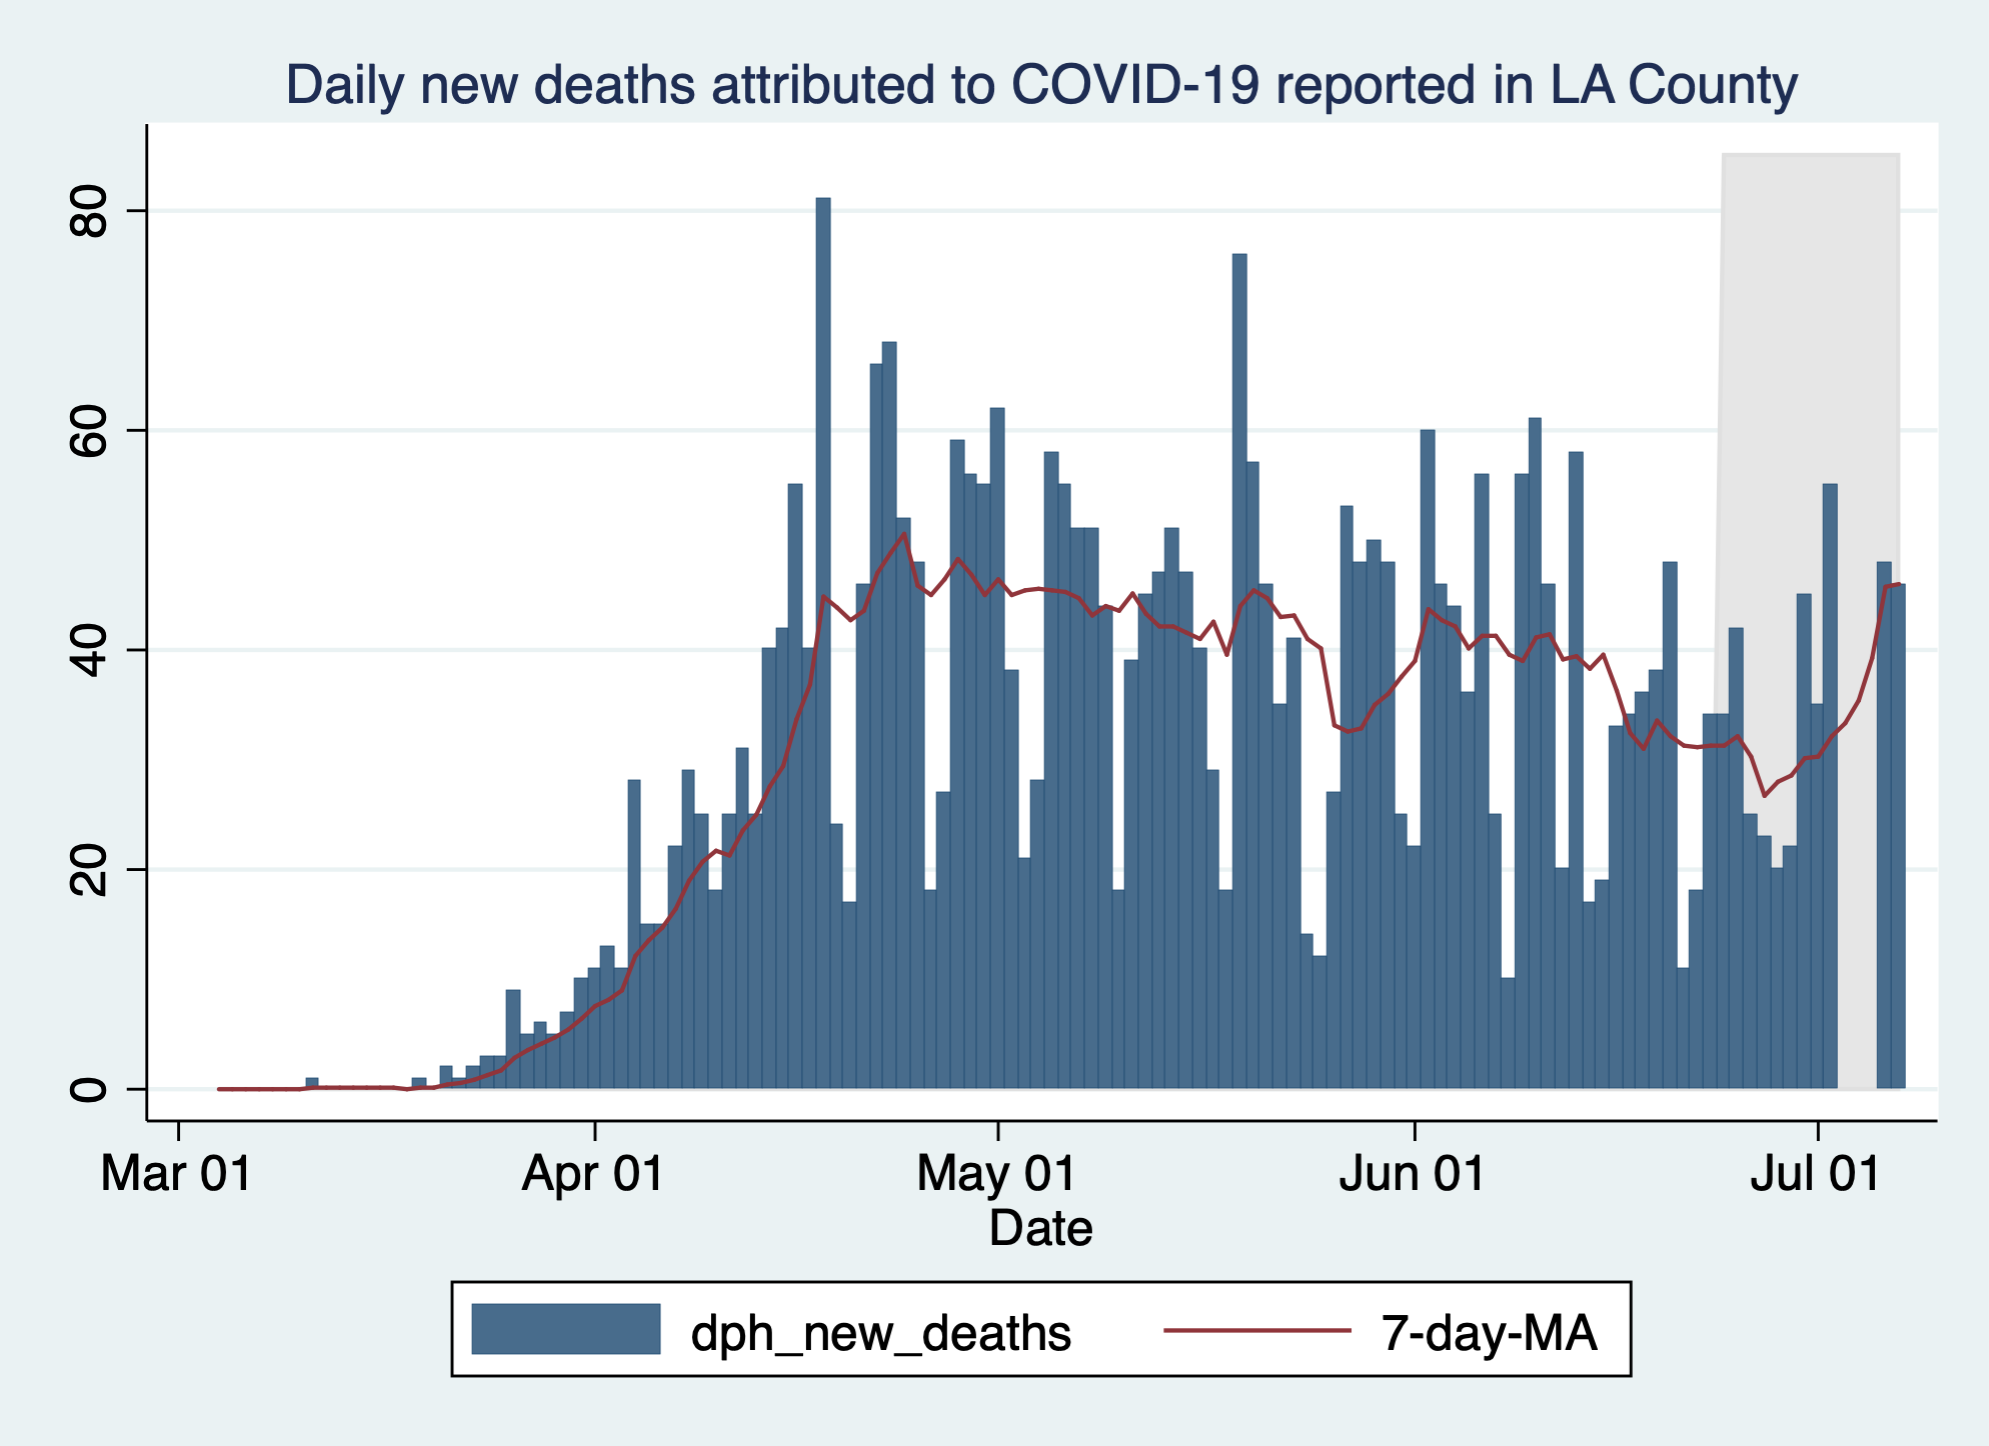 Daily new deaths attributed to COVID-19 reported in LA County
80
60
40
20
0
Mar 01 Apr 01 May 01 Jun 01 Jul 01
Date
dph_new_deaths 7-day-MA